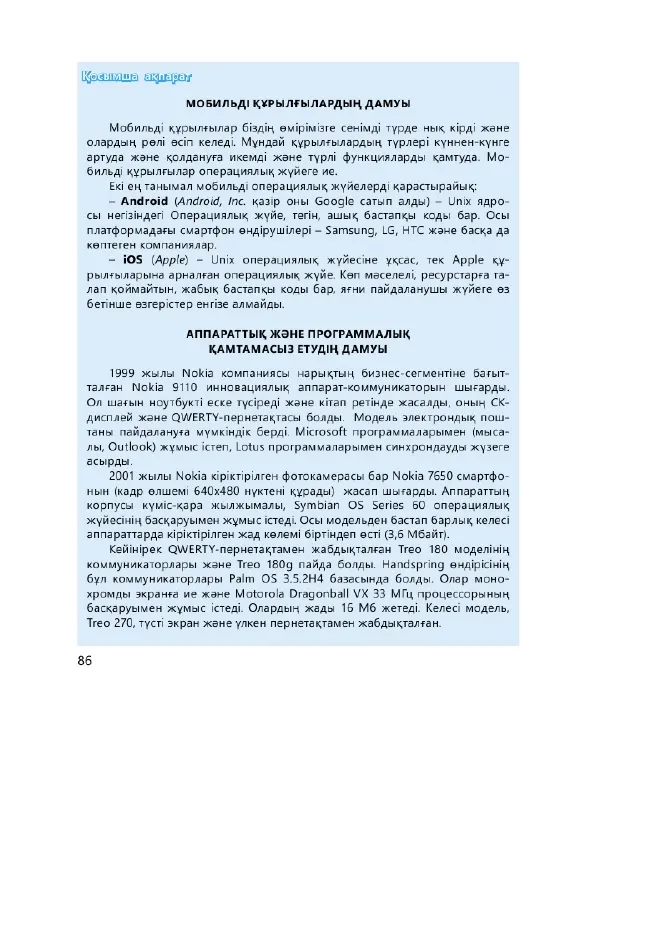 Қосымша ақпарат
МОБИЛЬДІ ҚҰРЫЛҒЫЛАРДЫҢ ДАМУЫ
Мобильді құрылғылар біздің өмірімізге сенімді түрде нық кірді және
олардың рөлі өсіп келеді. Мұндай құрылғылардың түрлері күннен-күнге
артуда және қолдануға икемді және түрлі функцияларды қамтуда. Мо-
бильді құрылғылар операциялық жүйеге ие.
Екі ең танымал мобильді операциялық жүйелерді қарастырайық:
– Android (Android, Inc. қазір оны Google сатып алды) – Unix ядро-
сы негізіндегі Операциялық жүйе, тегін, ашық бастапқы коды бар. Осы
платформадағы смартфон өндірушілері – Samsung, LG, HTC және басқа да
көптеген компаниялар.
– iOS (Apple) – Unix операциялық жүйесіне ұқсас, тек Apple құ-
рылғыларына арналған операциялық жүйе. Көп мәселелі, ресурстарға та-
лап қоймайтын, жабық бастапқы коды бар, яғни пайдаланушы жүйеге өз
бетінше өзгерістер енгізе алмайды.
АППАРАТТЫҚ ЖӘНЕ ПРОГРАММАЛЫҚ
ҚАМТАМАСЫЗ ЕТУДІҢ ДАМУЫ
1999 жылы Nokia компаниясы нарықтың бизнес-сегментіне бағыт-
талған Nokia 9110 инновациялық аппарат-коммуникаторын шығарды.
Ол шағын ноутбукті еске түсіреді және кітап ретінде жасалды, оның СК-
дисплей және QWERTY-пернетақтасы болды. Модель электрондық пош-
таны пайдалануға мүмкіндік берді. Microsoft программаларымен (мыса-
лы, Outlook) жұмыс істеп, Lotus программаларымен синхрондауды жүзеге
асырды.
2001 жылы Nokia кіріктірілген фотокамерасы бар Nokia 7650 смартфо-
нын (кадр өлшемі 640x480 нүктені құрады) жасап шығарды. Аппараттың
корпусы күміс-қара жылжымалы, Symbian OS Series 60 операциялық
жүйесінің басқаруымен жұмыс істеді. Осы модельден бастап барлық келесі
аппараттарда кіріктірілген жад көлемі біртіндеп өсті (3,6 Мбайт).
Кейінірек QWERTY-пернетақтамен жабдықталған Treo 180 моделінің
коммуникаторлары және Treo 180g пайда болды. Handspring өндірісінің
бұл коммуникаторлары Palm OS 3.5.2H4 базасында болды. Олар моно-
хромды экранға ие және Motorola Dragonball VX 33 МГц процессорының
басқаруымен жұмыс істеді. Олардың жады 16 Мб жетеді. Келесі модель,
Treo 270, түсті экран және үлкен пернетақтамен жабдықталған.
86